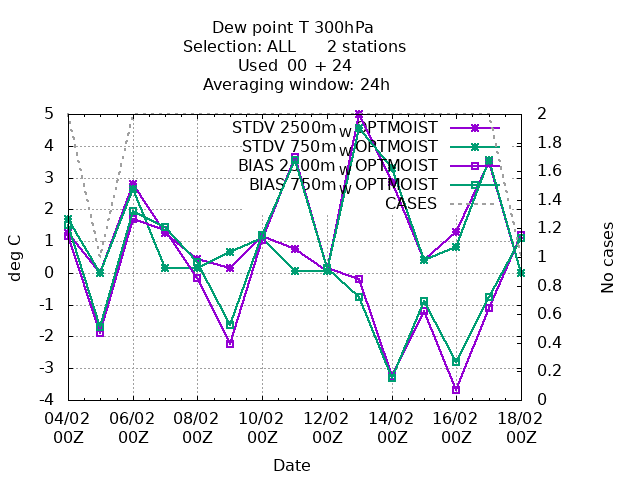 Dew point T 300hPa
Selection: ALL 2 stations
Used 00 + 24
Averaging window: 24h
5
4
3
2
1
0
-1
-2
-3
-4
deg C
STDV 2500m_W OPTMOIST
STDV 750m_W OPTMOIST
BIAS 2500m_W OPTMOIST
BIAS 750m_W OPTMOIST
CASES
2
1.8
1.6
1.4
1.2
1
0.8
0.6
0.4
0.2
0
No cases
04/02 06/02 08/02 10/02 12/02 14/02 16/02 18/02
00Z 00Z 00Z 00Z 00Z 00Z 00Z 00Z
Date